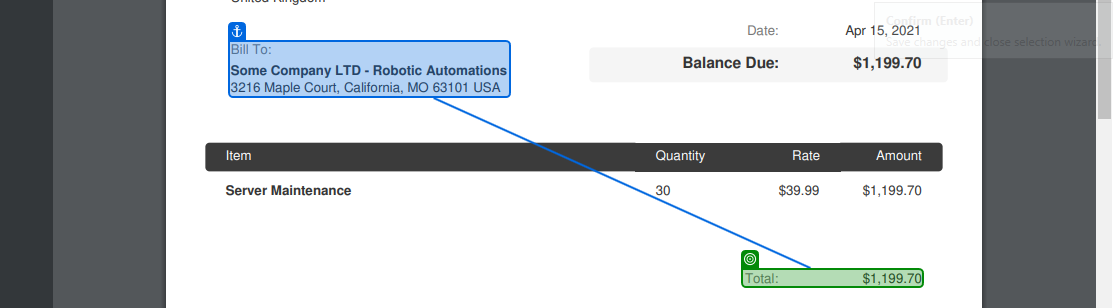 United Kingdom
Confirm (Enter)
Save changes and close selection wizard
Date: Apr 15, 2021
Bill To:
Balance Due: $1,199.70
Some Company LTD - Robotic Automations
3216 Maple Court, California, MO 63101 USA
Item Quantity Rate Amount
Server Maintenance 30 $39.99 $1,199.70
Total: $1,199.70